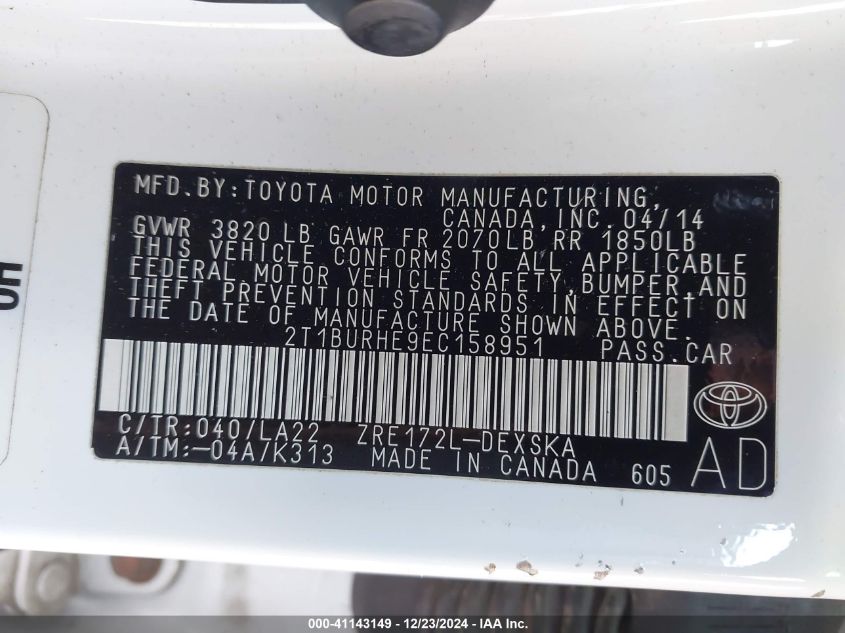 MFD.BY:TOYOTA MOTOR MANUFACTURING,
CANADA,INC. 04/14
GVWR 3820 LB GAWR FR 2070LB RR 1850LB
THIS VEHICLE CONFORMS TO ALL APPLICABLE
FEDERAL MOTOR VEHICLE SAFETY,BUMPER,AND
THEFT PREVENTION STANDARDS IN EFFECT ON
THE DATE OF MANUFACTURE SHOWN ABOVE.
2T1BURHE9EC158951 PASS.CAR
C/TR:040/LA22 ZRE172L-DEXSKA
A/TM:-04A/K313 MADE IN CANADA 605 AD
000-41143149 - 12/23/2024 - IAA Inc.